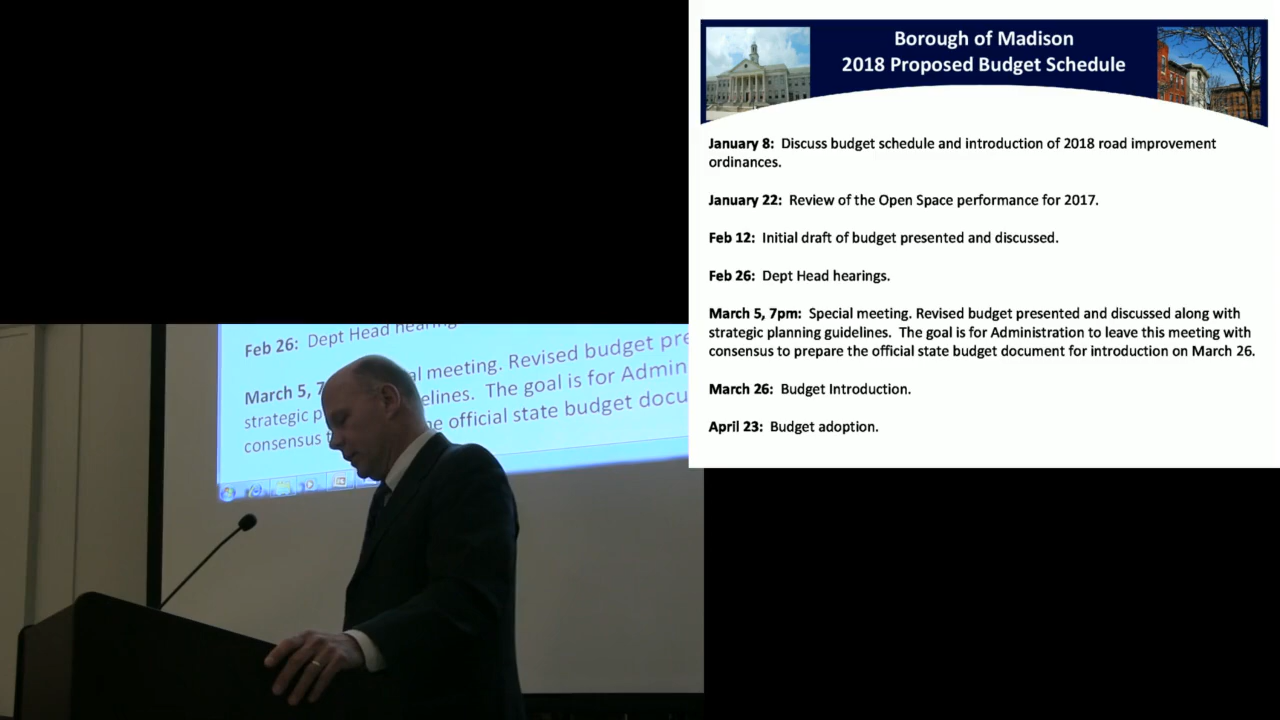 Borough of Madison
2018 Proposed Budget Schedule
January 8: Discuss budget schedule and introduction of 2018 road improvement
ordinances.
January 22: Review of the Open Space performance for 2017.
Feb 12: Initial draft of budget presented and discussed.
Feb 26: Dept Head hearings.
March 5, 7pm: Special meeting. Revised budget presented and discussed along with
strategic planning guidelines. The goal is for Administration to leave this meeting with
consensus to prepare the official state budget document for introduction on March 26.
March 26: Budget Introduction.
April 23: Budget adoption.
Feb 26: Dept Head hearing
March 5, 7 al meeting. Revised budget pre
strategic p elines. The goal is for Admin
consensus t e official state budget docu